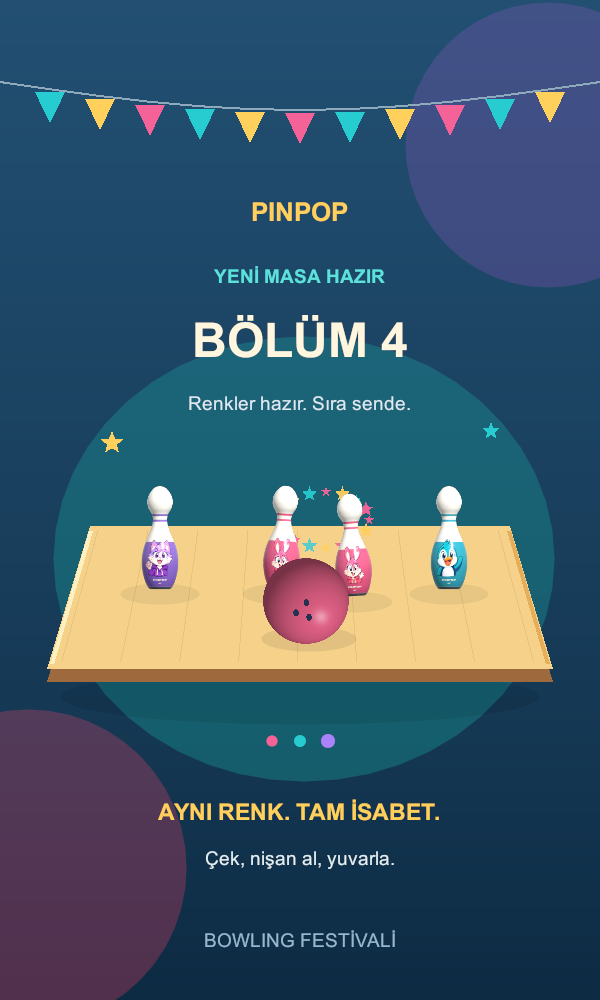 PINPOP
YENİ MASA HAZIR
BÖLÜM 4
Renkler hazır. Sıra sende.
AYNI RENK. TAM İSABET.
Çek, nişan al, yuvarla.
BOWLING FESTİVALİ